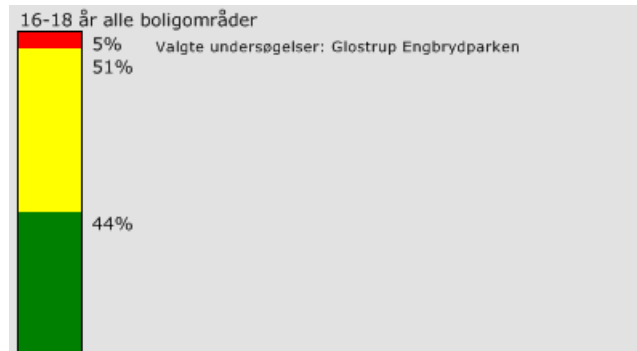 16-18 år alle boligområder
5%
Valgte undersøgelser: Glostrup Engbrydparken
51%
44%